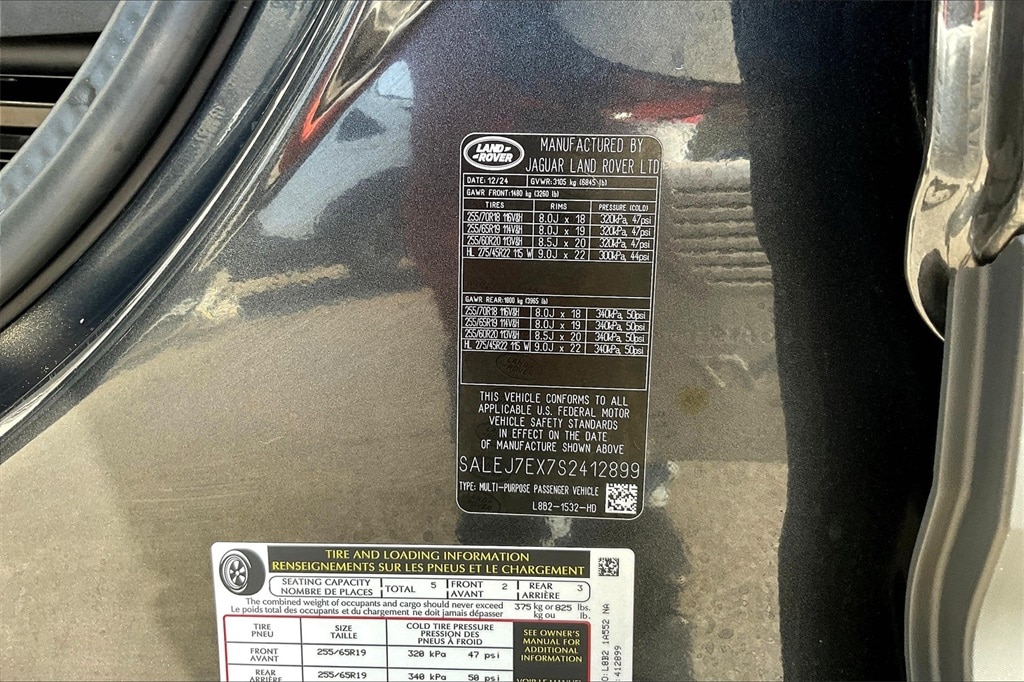 LAND ROVER
MANUFACTURED BY
JAGUAR LAND ROVER LTD
DATE: 12/24 GVWR: 3105 kg (6845 lb)
GAWR FRONT: 1480 kg (3260 lb)
TIRES RIMS PRESSURE (COLD)
255/70R18 116V&H 8.0J x 18 320kPa, 47psi
255/65R19 114V&H 8.0J x 19 320kPa, 47psi
255/60R20 113V&H 8.5J x 20 320kPa, 47psi
HL 275/45R22 115 W 9.0J x 22 300kPa, 44psi
GAWR REAR: 1800 kg (3965 lb)
255/70R18 116V&H 8.0J x 18 340kPa, 50psi
255/65R19 114V&H 8.0J x 19 340kPa, 50psi
255/60R20 113V&H 8.5J x 20 340kPa, 50psi
HL 275/45R22 115 W 9.0J x 22 340kPa, 50psi
THIS VEHICLE CONFORMS TO ALL
APPLICABLE U.S. FEDERAL MOTOR
VEHICLE SAFETY STANDARDS
IN EFFECT ON THE DATE
OF MANUFACTURE SHOWN ABOVE
SALEJ7EX7S2412899
TYPE: MULTI-PURPOSE PASSENGER VEHICLE
L8B2-1532-HD
TIRE AND LOADING INFORMATION
RENSEIGNEMENTS SUR LES PNEUS ET LE CHARGEMENT
SEATING CAPACITY
NOMBRE DE PLACES
TOTAL 5
FRONT
AVANT 2
REAR
ARRIÈRE 3
The combined weight of occupants and cargo should never exceed 375 kg or 825 lbs.
Le poids total des occupants et du chargement ne doit jamais dépasser kg ou lb.
TIRE
PNEU
SIZE
TAILLE
COLD TIRE PRESSURE
PRESSION DES
PNEUS À FROID
SEE OWNER'S
MANUAL FOR
ADDITIONAL
INFORMATION
FRONT
AVANT
255/65R19 320 kPa 47 psi
REAR
ARRIÈRE
255/65R19 340 kPa 50 psi
L8B2 1A552 NA
412899